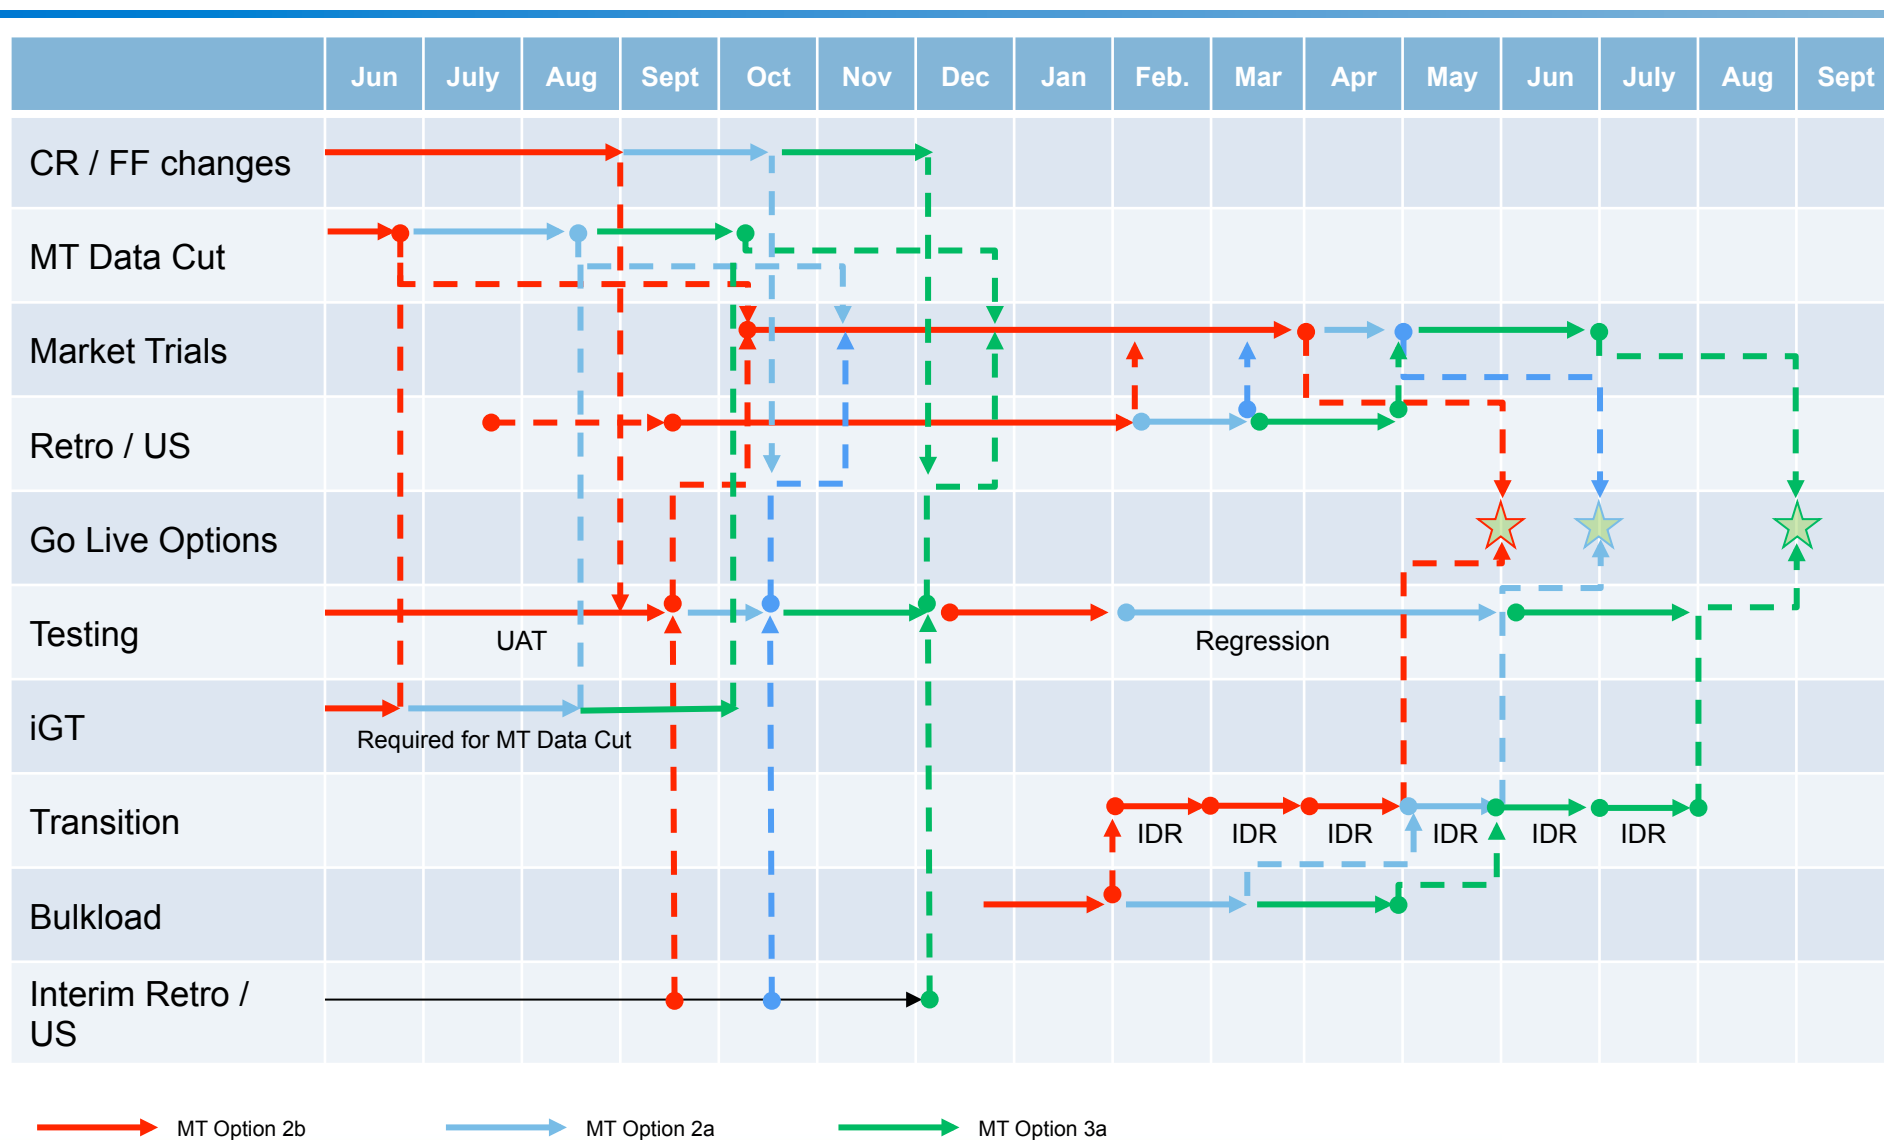 Jun July Aug Sept Oct Nov Dec Jan Feb. Mar Apr May Jun July Aug Sept
CR / FF changes
MT Data Cut
Market Trials
Retro / US
Go Live Options
Testing
UAT
Regression
iGT
Required for MT Data Cut
Transition
IDR IDR IDR IDR IDR IDR
Bulkload
Interim Retro /
US
MT Option 2b MT Option 2a MT Option 3a